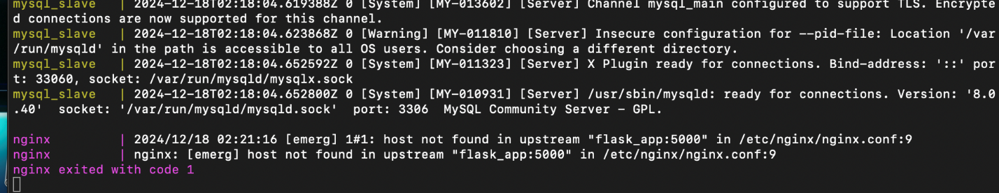 mysql_slave   | 2024-12-18T02:18:04.619388Z 0 [System] [MY-013602] [Server] Channel mysql_main configured to support TLS. Encrypte
d connections are now supported for this channel.
mysql_slave   | 2024-12-18T02:18:04.623868Z 0 [Warning] [MY-011810] [Server] Insecure configuration for --pid-file: Location '/var
/run/mysqld' in the path is accessible to all OS users. Consider choosing a different directory.
mysql_slave   | 2024-12-18T02:18:04.652592Z 0 [System] [MY-011323] [Server] X Plugin ready for connections. Bind-address: '::' por
t: 33060, socket: /var/run/mysqld/mysqlx.sock
mysql_slave   | 2024-12-18T02:18:04.652800Z 0 [System] [MY-010931] [Server] /usr/sbin/mysqld: ready for connections. Version: '8.0
.40'  socket: '/var/run/mysqld/mysqld.sock'  port: 3306  MySQL Community Server - GPL.
nginx         | 2024/12/18 02:21:16 [emerg] 1#1: host not found in upstream "flask_app:5000" in /etc/nginx/nginx.conf:9
nginx         | nginx: [emerg] host not found in upstream "flask_app:5000" in /etc/nginx/nginx.conf:9
nginx exited with code 1